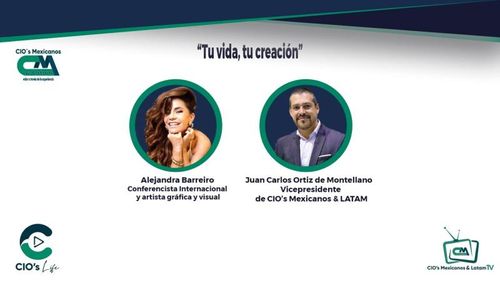 CIO's Mexicanos
CM
"Tu vida, tu creación"
Alejandra Barreiro
Conferencista Internacional
y artista gráfica y visual
Juan Carlos Ortiz de Montellano
Vicepresidente
de CIO's Mexicanos & LATAM
CIO's Life
CM
CIO's Mexicanos & LatamTV